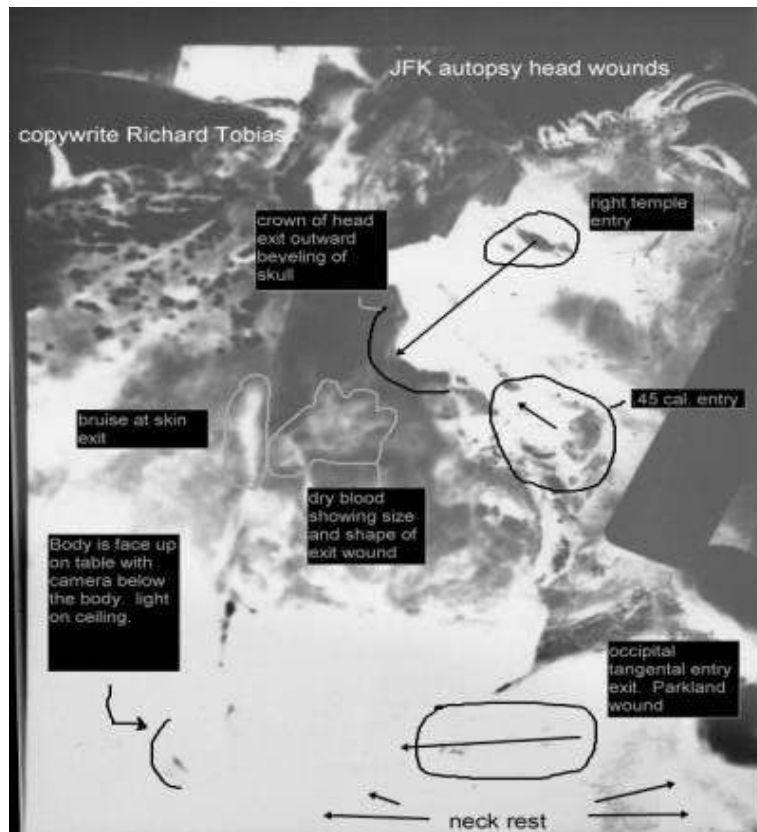 JFK autopsy head wounds
copywrite Richard Tobias
right temple
entry
crown of head
exit outward
beveling of
skull
.45 cal. entry
bruise at skin
exit
dry blood
showing size
and shape of
exit wound
Body is face up
on table with
camera below
the body. light
on ceiling.
occipital
tangental entry
exit. Parkland
wound
neck rest